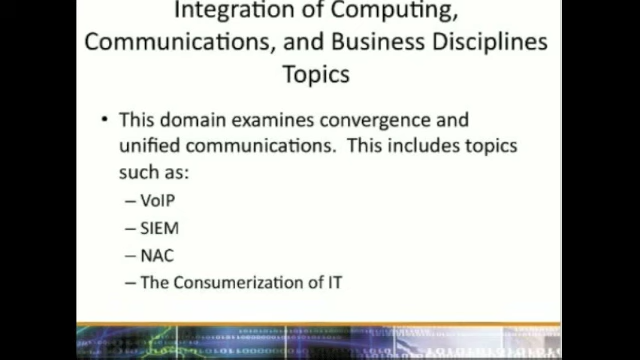 Integration of Computing,
Communications, and Business Disciplines
Topics
• This domain examines convergence and
unified communications. This includes topics
such as:
– VoIP
– SIEM
– NAC
– The Consumerization of IT